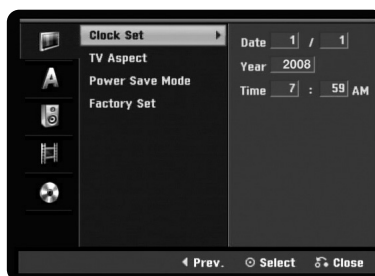 Clock Set
TV Aspect
Power Save Mode
Factory Set
Date 1 / 1
Year 2008
Time 7 : 59 AM
A
Prev. Select Close